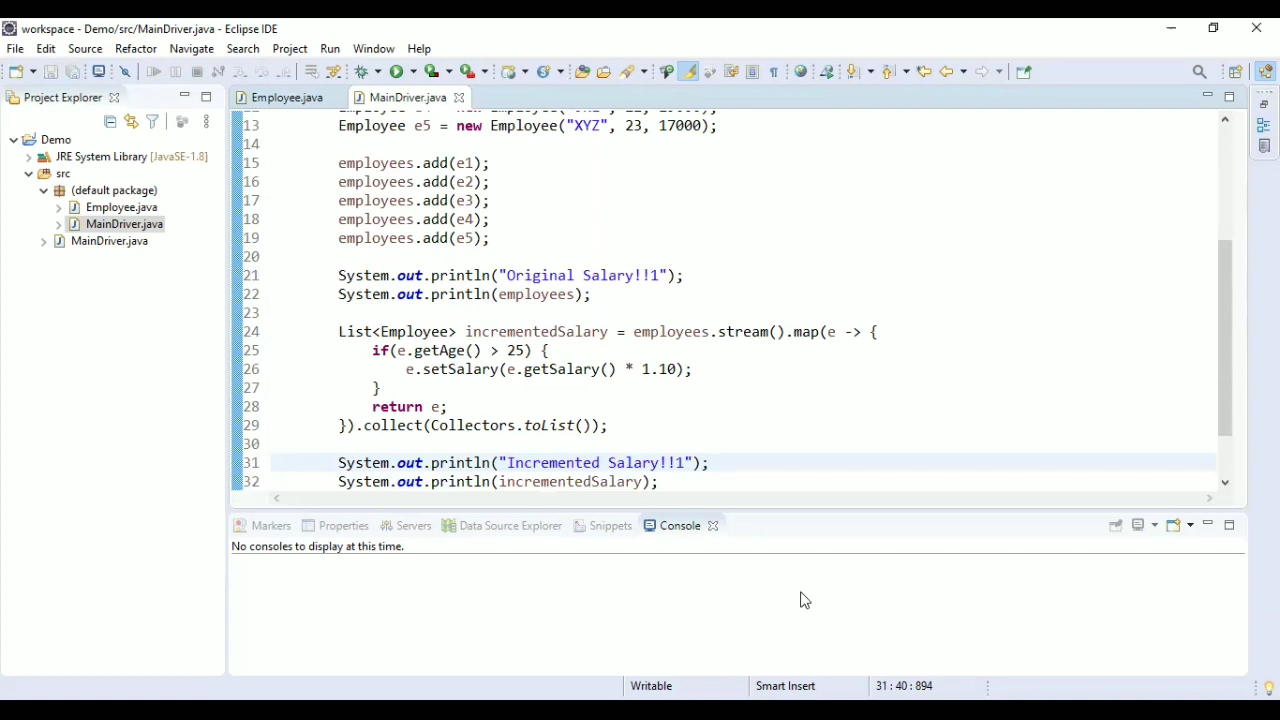 workspace - Demo/src/MainDriver.java - Eclipse IDE
File Edit Source Refactor Navigate Search Project Run Window Help
Project Explorer
Demo
JRE System Library [JavaSE-1.8]
src
(default package)
Employee.java
MainDriver.java
MainDriver.java
Employee.java MainDriver.java
13 Employee e5 = new Employee("XYZ", 23, 17000);
14
15 employees.add(e1);
16 employees.add(e2);
17 employees.add(e3);
18 employees.add(e4);
19 employees.add(e5);
20
21 System.out.println("Original Salary!!1");
22 System.out.println(employees);
23
24 List<Employee> incrementedSalary = employees.stream().map(e -> {
25 if(e.getAge() > 25) {
26 e.setSalary(e.getSalary() * 1.10);
27 }
28 return e;
29 }).collect(Collectors.toList());
30
31 System.out.println("Incremented Salary!!1");
32 System.out.println(incrementedSalary);
Markers Properties Servers Data Source Explorer Snippets Console
No consoles to display at this time.
Writable Smart Insert 31 : 40 : 894